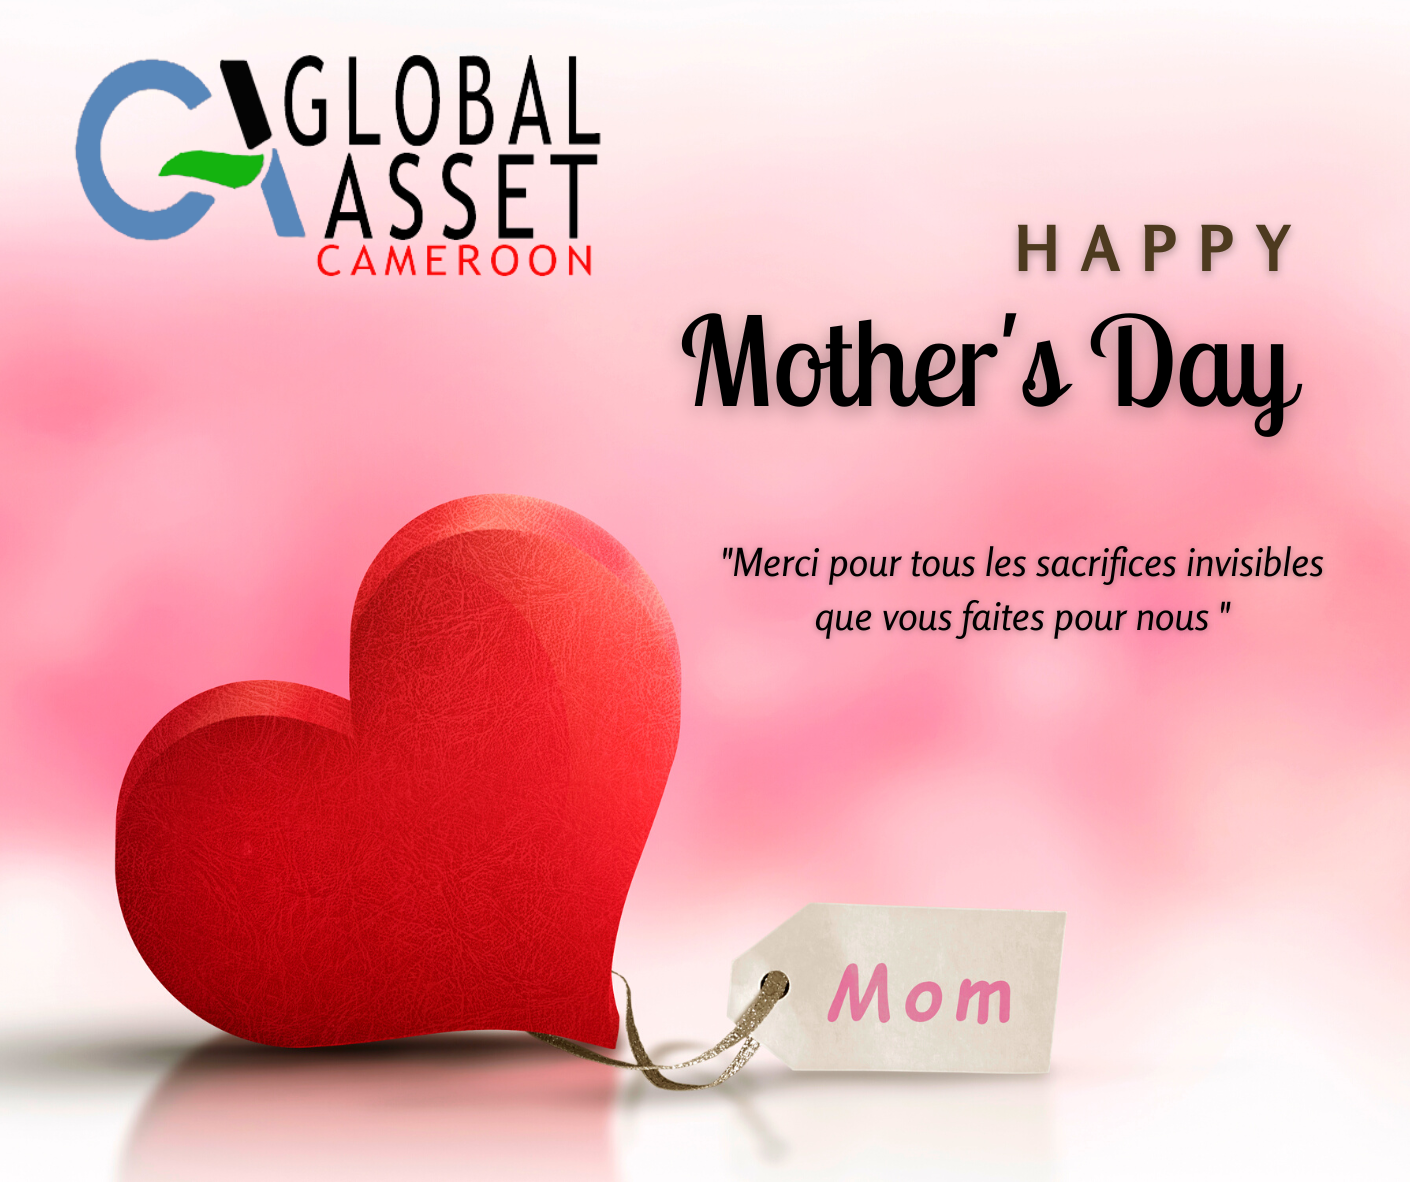 GLOBAL
ASSET
CAMEROON
HAPPY
Mother's Day
"Merci pour tous les sacrifices invisibles
que vous faites pour nous "
Mom